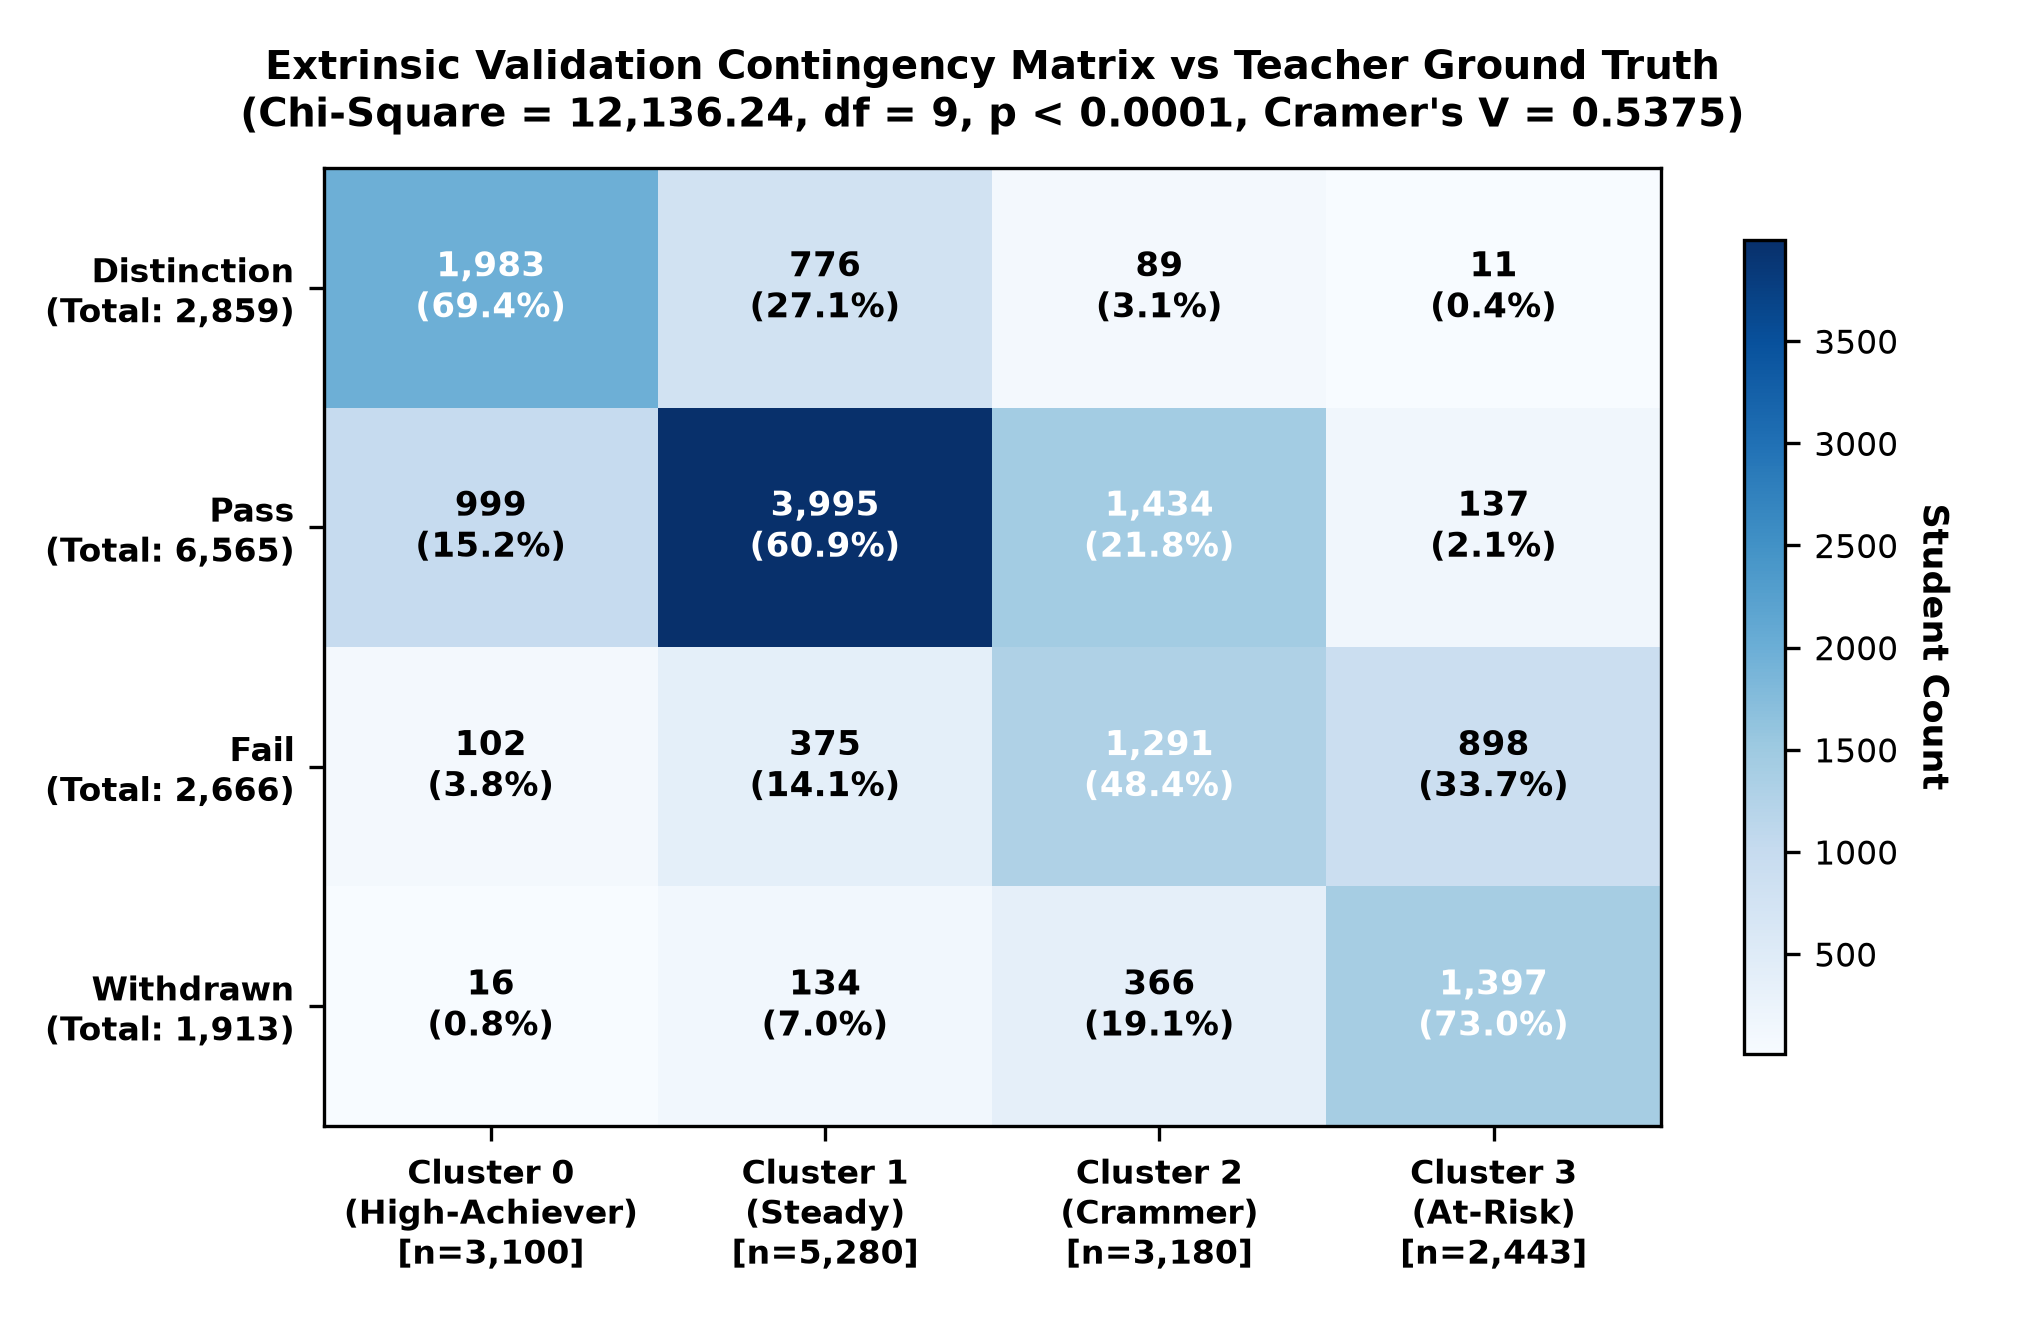 Extrinsic Validation Contingency Matrix vs Teacher Ground Truth
(Chi-Square = 12,136.24, df = 9, p < 0.0001, Cramer's V = 0.5375)
Distinction
(Total: 2,859)
1,983
(69.4%)
776
(27.1%)
89
(3.1%)
11
(0.4%)
Pass
(Total: 6,565)
999
(15.2%)
3,995
(60.9%)
1,434
(21.8%)
137
(2.1%)
Fail
(Total: 2,666)
102
(3.8%)
375
(14.1%)
1,291
(48.4%)
898
(33.7%)
Withdrawn
(Total: 1,913)
16
(0.8%)
134
(7.0%)
366
(19.1%)
1,397
(73.0%)
Cluster 0
(High-Achiever)
[n=3,100]
Cluster 1
(Steady)
[n=5,280]
Cluster 2
(Crammer)
[n=3,180]
Cluster 3
(At-Risk)
[n=2,443]
3500
3000
2500
2000
1500
1000
500
Student Count